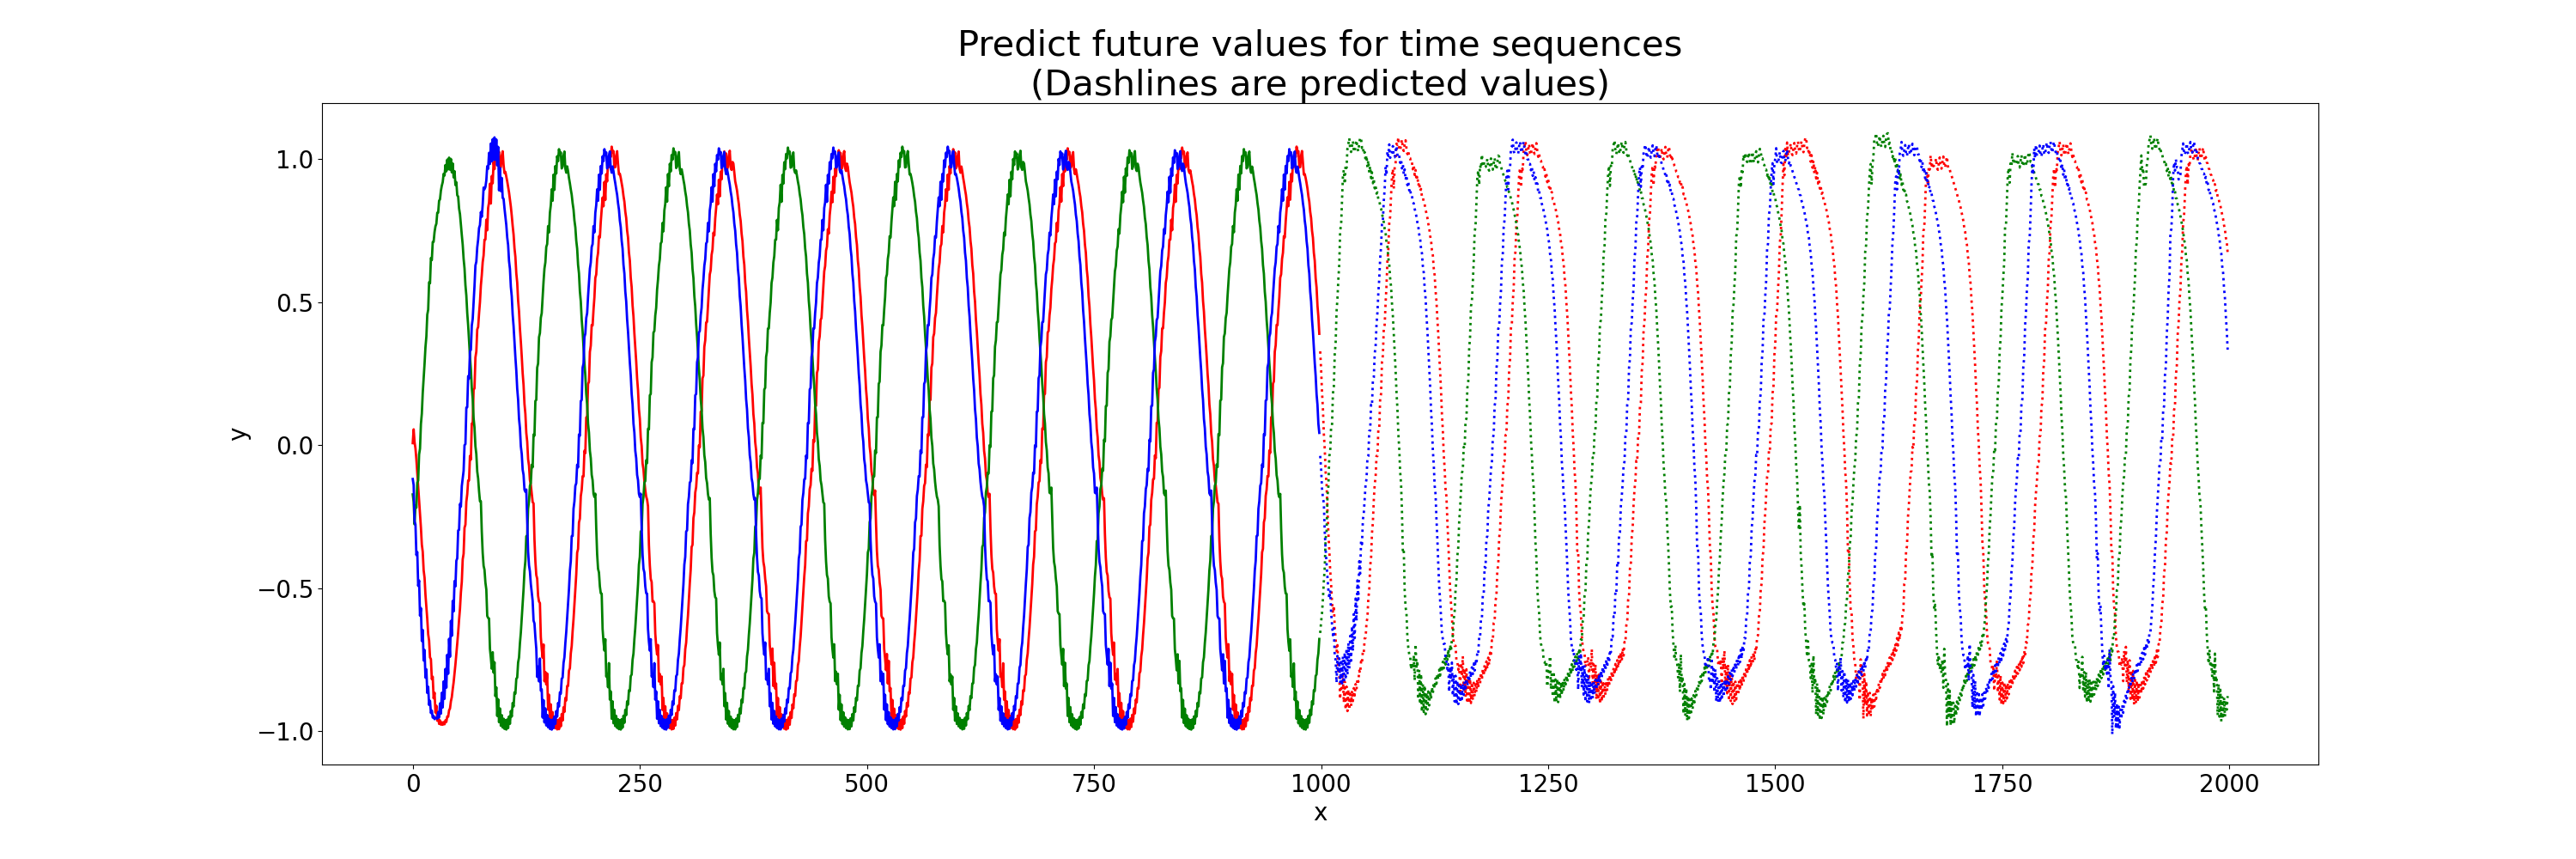 Predict future values for time sequences
(Dashlines are predicted values)
1.0
0.5
0.0
−0.5
−1.0
y
0 250 500 750 1000 1250 1500 1750 2000
x